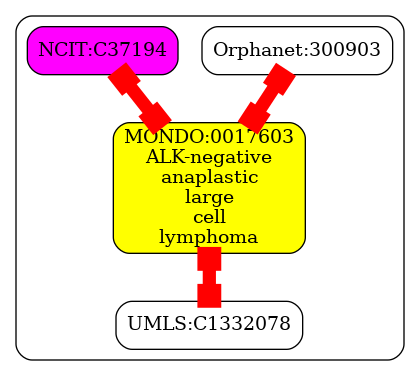 NCIT:C37194
Orphanet:300903
MONDO:0017603
ALK-negative
anaplastic
large
cell
lymphoma
UMLS:C1332078